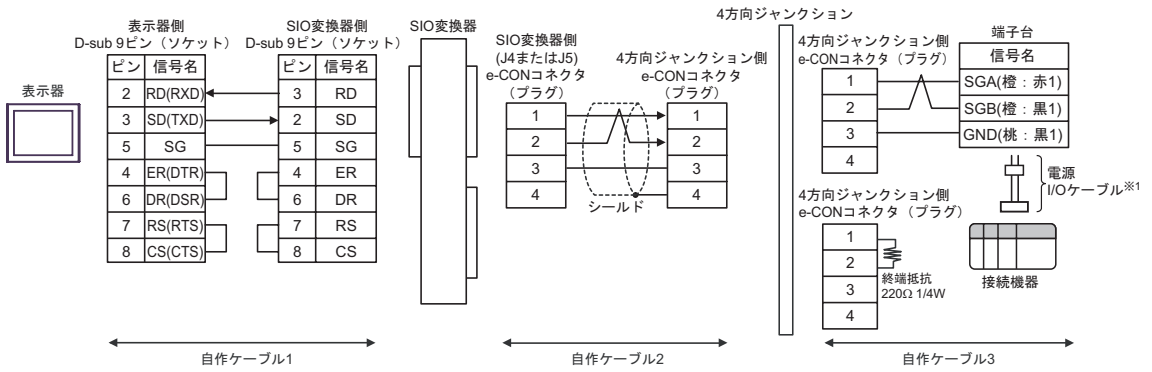 表示器
表示器側
D-sub 9ピン（ソケット）
ピン 信号名
2 RD(RXD)
3 SD(TXD)
5 SG
4 ER(DTR)
6 DR(DSR)
7 RS(RTS)
8 CS(CTS)
SIO変換器側
D-sub 9ピン（ソケット）
ピン 信号名
3 RD
2 SD
5 SG
4 ER
6 DR
7 RS
8 CS
自作ケーブル1
SIO変換器
SIO変換器側
(J4またはJ5)
e-CONコネクタ
（プラグ）
1
2
3
4
シールド
4方向ジャンクション側
e-CONコネクタ
（プラグ）
1
2
3
4
自作ケーブル2
4方向ジャンクション
4方向ジャンクション側
e-CONコネクタ（プラグ）
1
2
3
4
端子台
信号名
SGA(橙：赤1)
SGB(橙：黒1)
GND(桃：黒1)
電源
I/Oケーブル※1
接続機器
4方向ジャンクション側
e-CONコネクタ（プラグ）
1
2
3
4
終端抵抗
220Ω 1/4W
自作ケーブル3